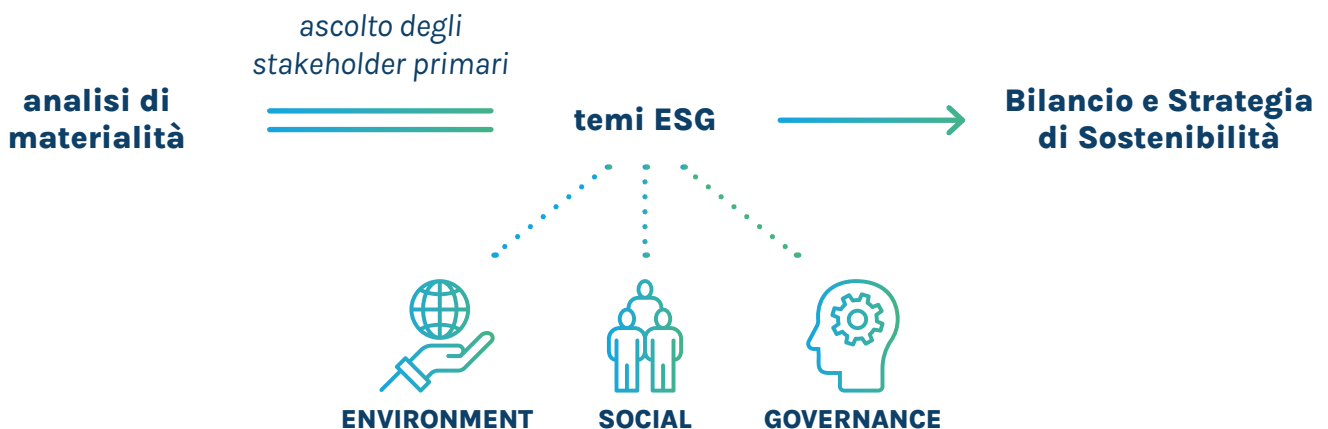 ascolto degli
stakeholder primari
analisi di
materialità
temi ESG
Bilancio e Strategia
di Sostenibilità
ENVIRONMENT
SOCIAL
GOVERNANCE